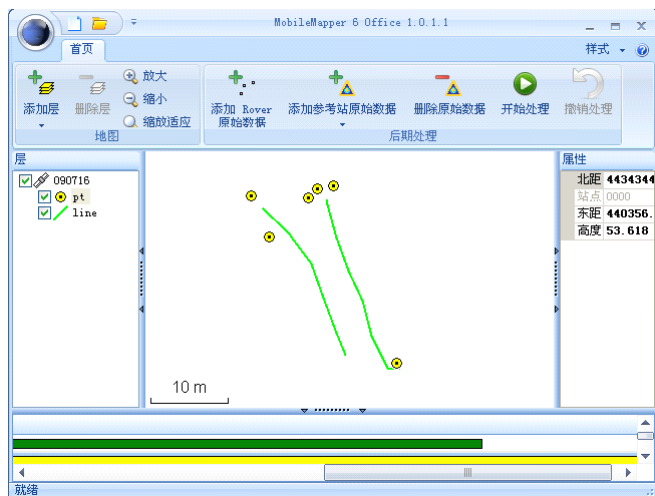 MobileMapper 6 Office 1.0.1.1
首页
样式
添加层
删除层
放大
缩小
缩放适应
地图
添加 Rover
原始数据
添加参考站原始数据
删除原始数据
开始处理
撤销处理
后期处理
层
090716
pt
line
10 m
属性
北距 4434344
站点 0000
东距 440356.
高度 53.618
就绪